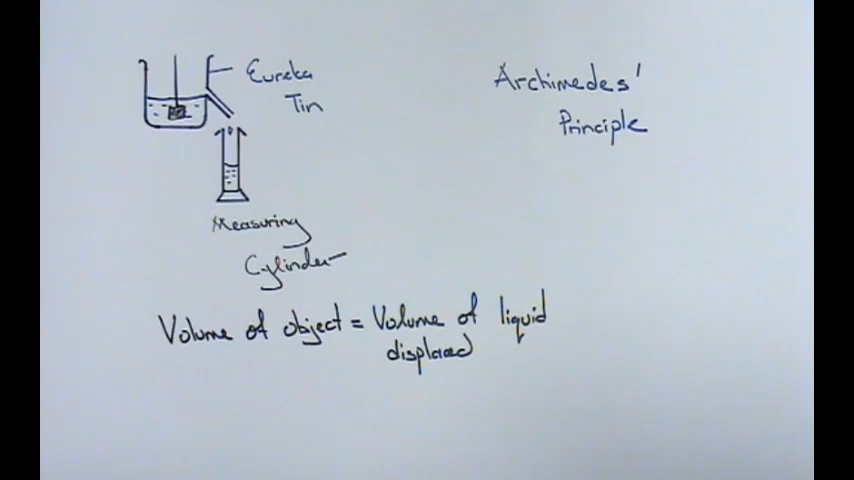 Eureka
Tin
Archimedes'
Principle
Measuring
Cylinder
Volume of object = Volume of liquid
displaced